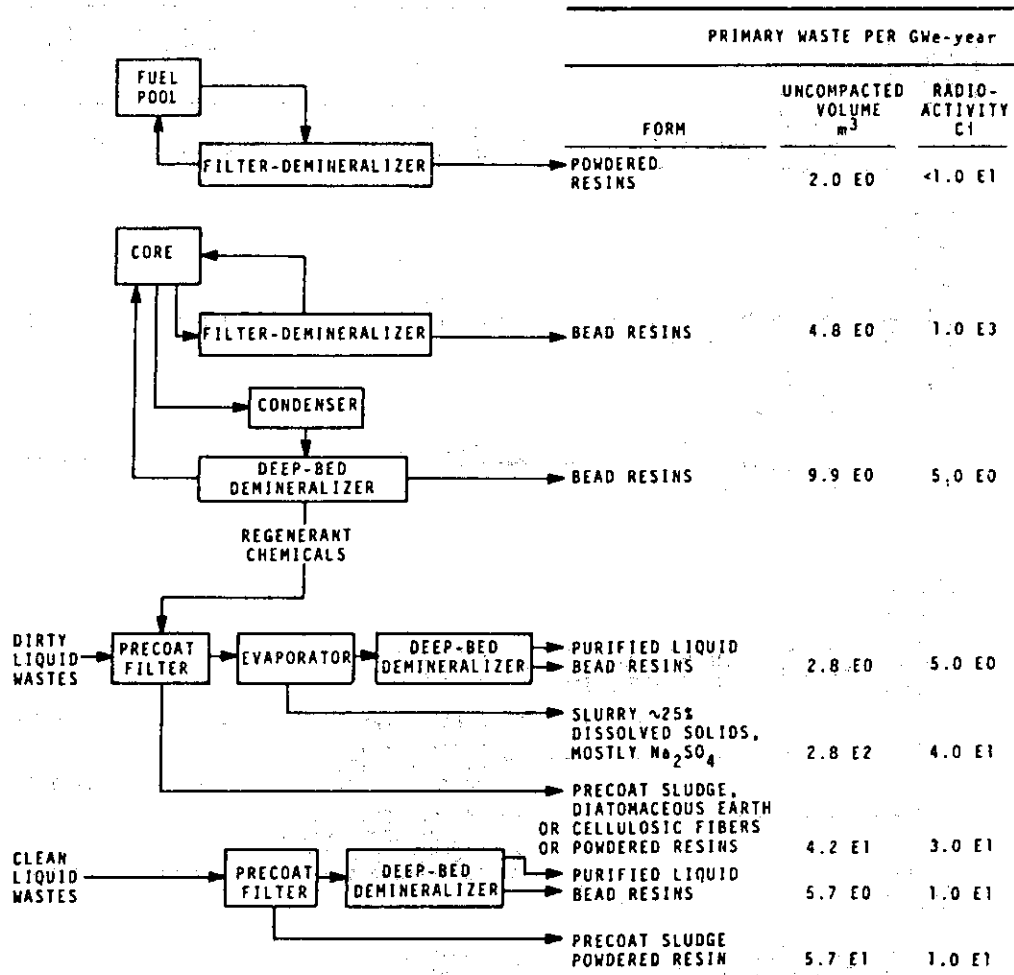 PRIMARY WASTE PER GWe-year
UNCOMPACTED RADIO-
VOLUME ACTIVITY
FORM m³ Ci
FUEL
POOL
FILTER-DEMINERALIZER
POWDERED
RESINS 2.0 E0 <1.0 E1
CORE
FILTER-DEMINERALIZER BEAD RESINS 4.8 E0 1.0 E3
CONDENSER
DEEP-BED
DEMINERALIZER BEAD RESINS 9.9 E0 5.0 E0
REGENERANT
CHEMICALS
DIRTY
LIQUID
WASTES
PRECOAT
FILTER
EVAPORATOR
DEEP-BED
DEMINERALIZER
PURIFIED LIQUID
BEAD RESINS 2.8 E0 5.0 E0
SLURRY ~25%
DISSOLVED SOLIDS,
MOSTLY Na₂SO₄ 2.8 E2 4.0 E1
PRECOAT SLUDGE,
DIATOMACEOUS EARTH
OR CELLULOSIC FIBERS
OR POWDERED RESINS 4.2 E1 3.0 E1
CLEAN
LIQUID
WASTES
PRECOAT
FILTER
DEEP-BED
DEMINERALIZER
PURIFIED LIQUID
BEAD RESINS 5.7 E0 1.0 E1
PRECOAT SLUDGE
POWDERED RESIN 5.7 E1 1.0 E1